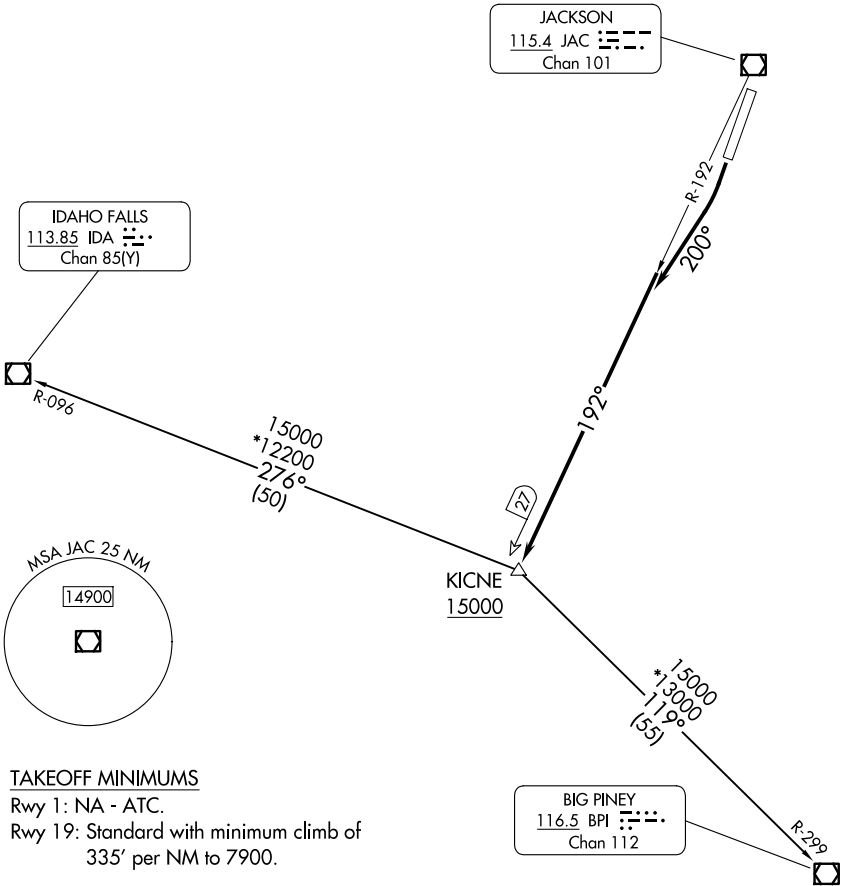 JACKSON
115.4 JAC
Chan 101
R-192
200°
IDAHO FALLS
113.85 IDA
Chan 85(Y)
R-096
15000
*12200
276°
(50)
192°
27
KICNE
15000
MSA JAC 25 NM
14900
15000
*13000
119°
(55)
R-299
BIG PINEY
116.5 BPI
Chan 112
TAKEOFF MINIMUMS
Rwy 1: NA - ATC.
Rwy 19: Standard with minimum climb of
335' per NM to 7900.